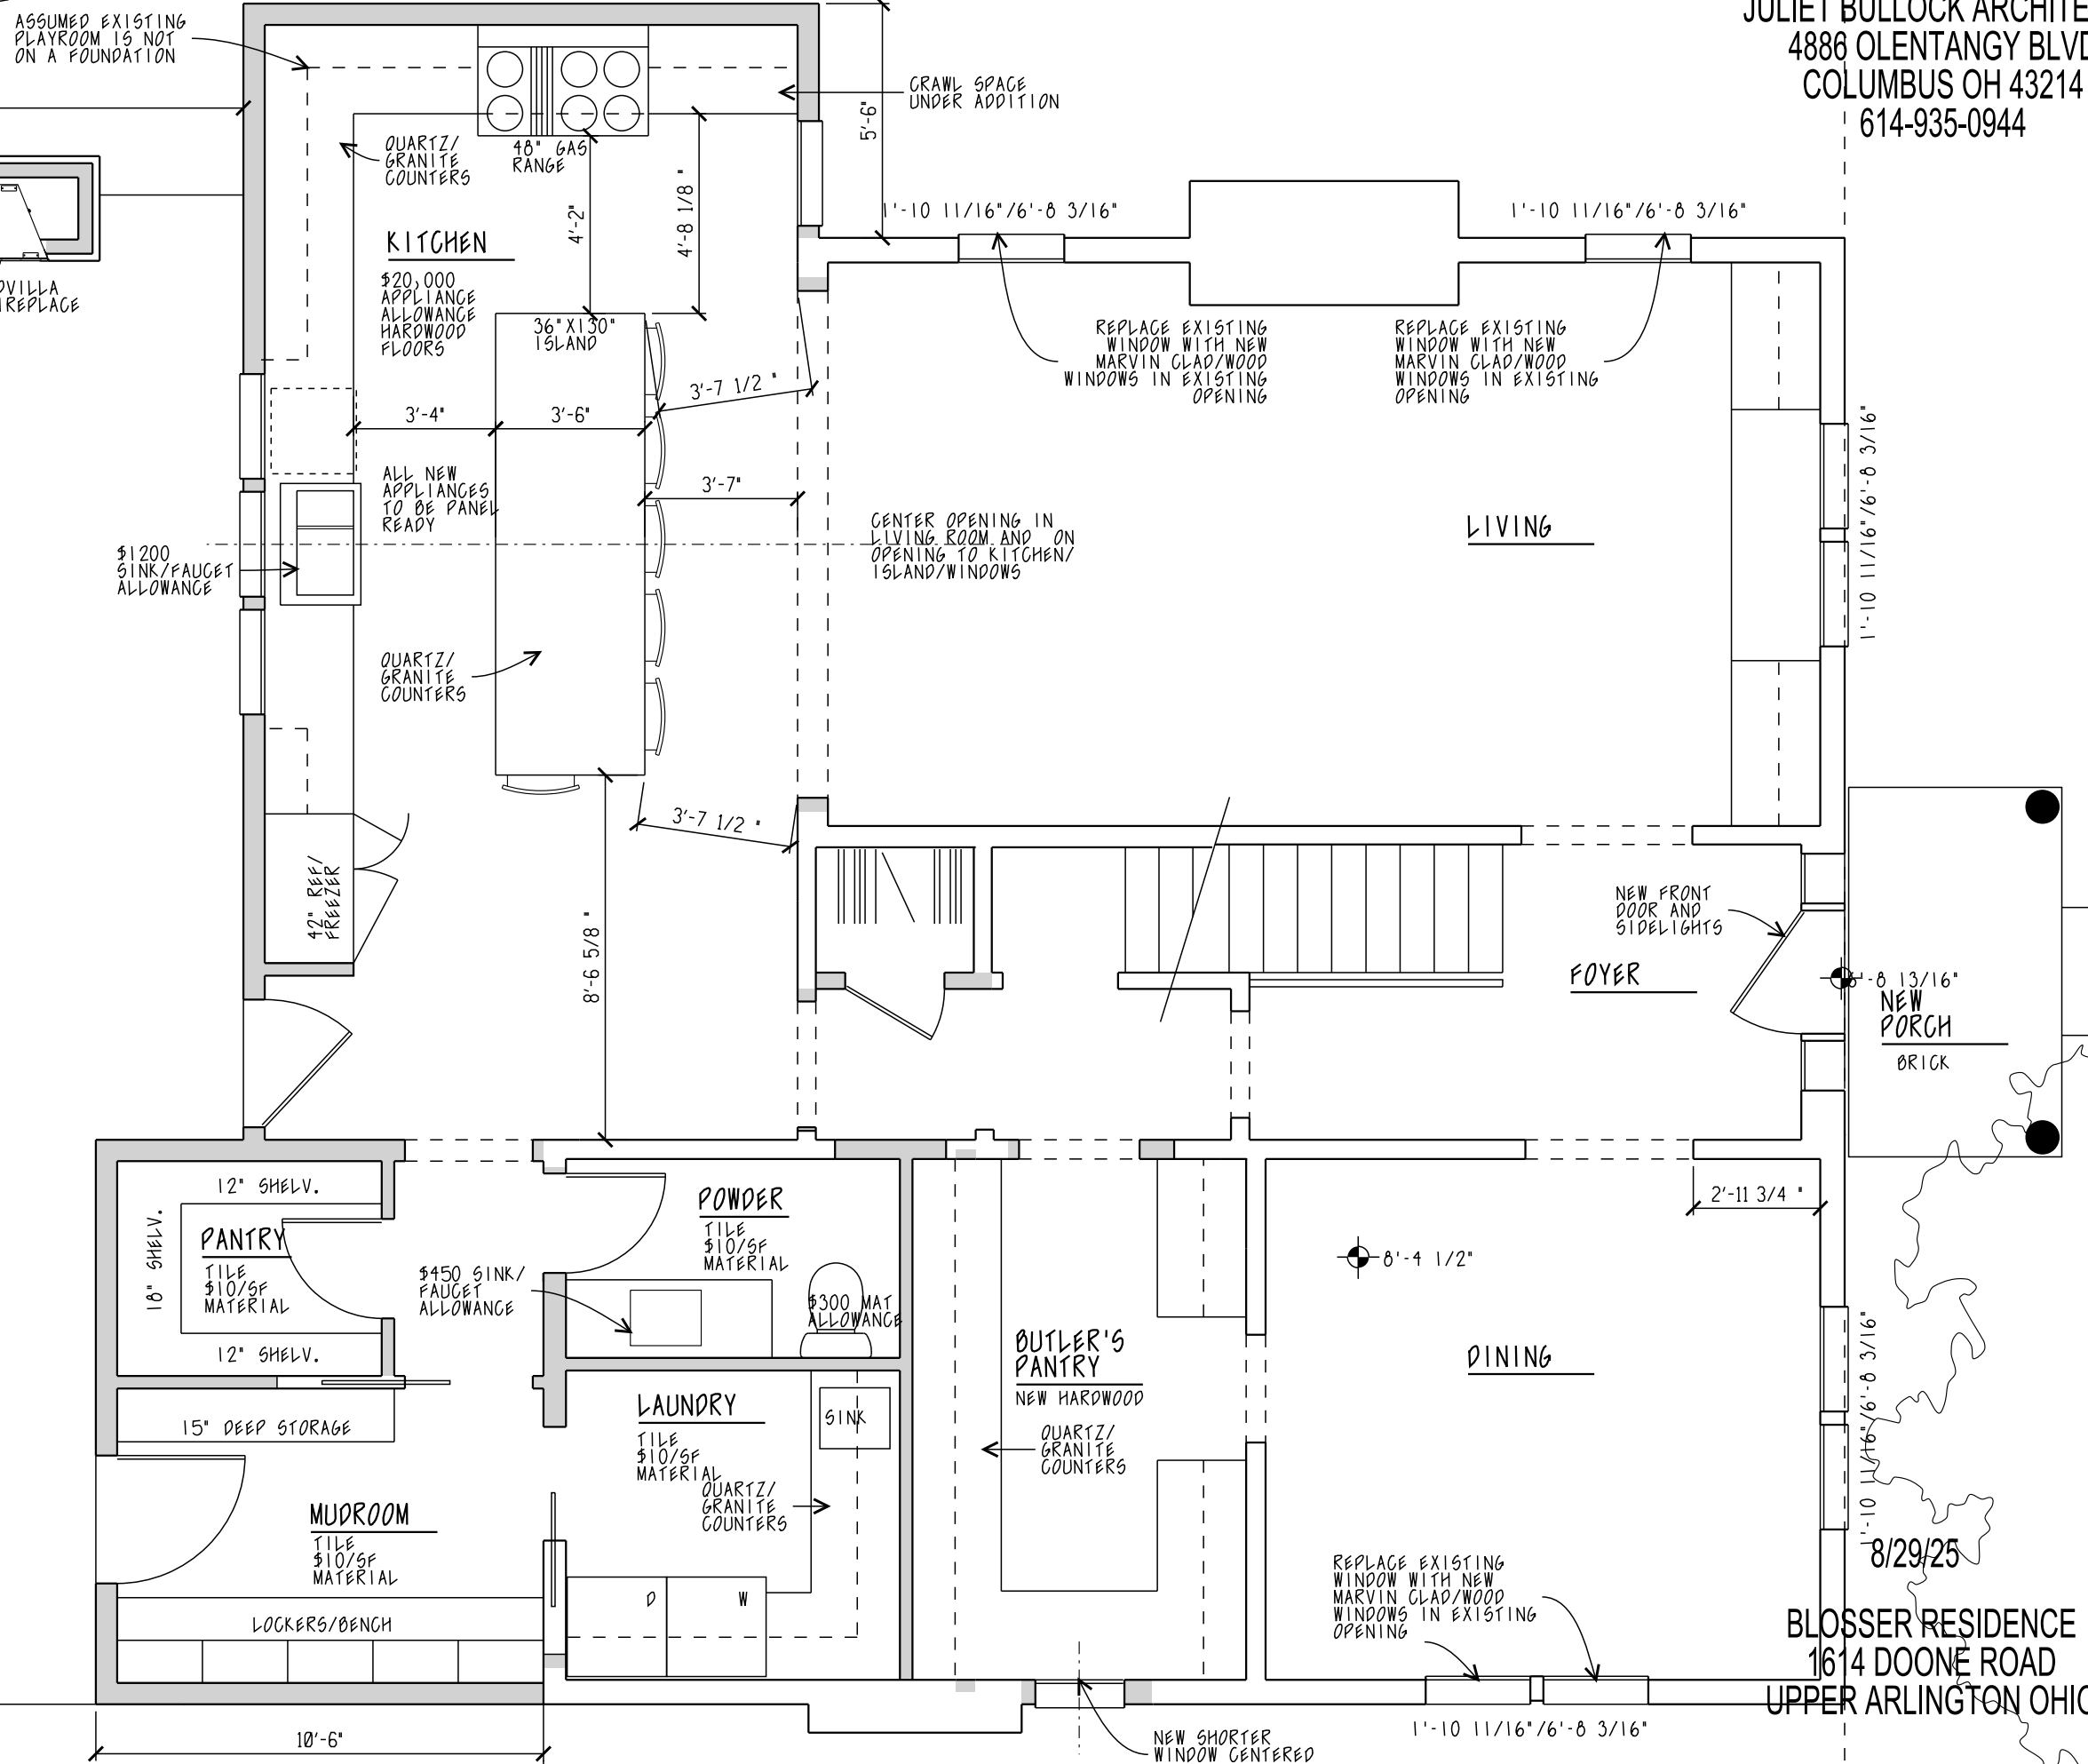 ASSUMED EXISTING
PLAYROOM IS NOT
ON A FOUNDATION
JULIET BULLOCK ARCHITE
4886 OLENTANGY BLVD
COLUMBUS OH 43214
614-935-0944
CRAWL SPACE
UNDER ADDITION
5'-6"
QUARTZ/
GRANITE
COUNTERS
48" GAS
RANGE
4'-2"
4'-8 1/8 "
KITCHEN
$20,000
APPLIANCE
ALLOWANCE
HARDWOOD
FLOORS
36"X130"
ISLAND
1'-10 11/16"/6'-8 3/16"
1'-10 11/16"/6'-8 3/16"
REPLACE EXISTING
WINDOW WITH NEW
MARVIN CLAD/WOOD
WINDOWS IN EXISTING
OPENING
REPLACE EXISTING
WINDOW WITH NEW
MARVIN CLAD/WOOD
WINDOWS IN EXISTING
OPENING
3'-7 1/2 "
3'-4"
3'-6"
3'-7"
ALL NEW
APPLIANCES
TO BE PANEL
READY
$1200
SINK/FAUCET
ALLOWANCE
CENTER OPENING IN
LIVING ROOM AND ON
OPENING TO KITCHEN/
ISLAND/WINDOWS
LIVING
1'-10 11/16"/6'-8 3/16"
QUARTZ/
GRANITE
COUNTERS
3'-7 1/2 "
42" REF/
FREEZER
8'-6 5/8 "
NEW FRONT
DOOR AND
SIDELIGHTS
FOYER
-8 13/16"
NEW
PORCH
BRICK
12" SHELV.
18" SHELV.
PANTRY
TILE
$10/SF
MATERIAL
12" SHELV.
$450 SINK/
FAUCET
ALLOWANCE
POWDER
TILE
$10/SF
MATERIAL
$300 MAT
ALLOWANCE
2'-11 3/4 "
8'-4 1/2"
BUTLER'S
PANTRY
NEW HARDWOOD
QUARTZ/
GRANITE
COUNTERS
DINING
1'-10 11/16"/6'-8 3/16"
15" DEEP STORAGE
LAUNDRY
TILE
$10/SF
MATERIAL
SINK
QUARTZ/
GRANITE
COUNTERS
MUDROOM
TILE
$10/SF
MATERIAL
D
W
LOCKERS/BENCH
REPLACE EXISTING
WINDOW WITH NEW
MARVIN CLAD/WOOD
WINDOWS IN EXISTING
OPENING
8/29/25
BLOSSER RESIDENCE
1614 DOONE ROAD
UPPER ARLINGTON OHIO
10'-6"
1'-10 11/16"/6'-8 3/16"
NEW SHORTER
WINDOW CENTERED